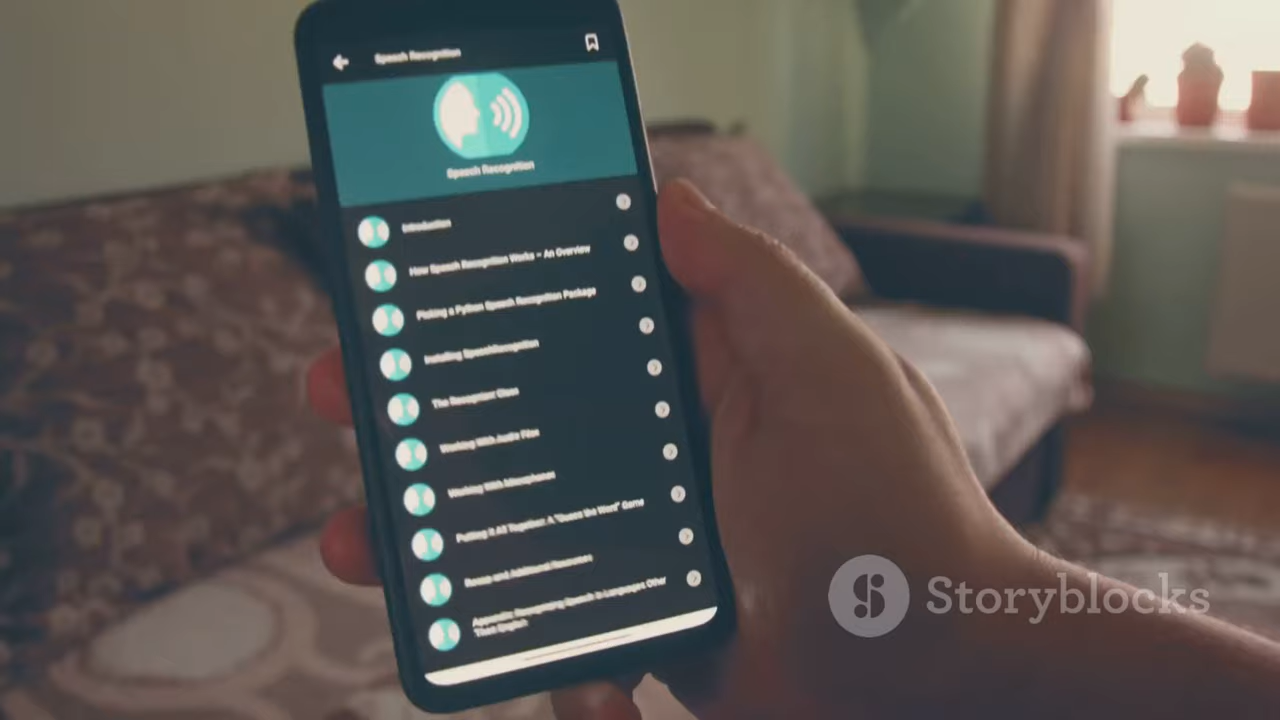 Speech Recognition
Speech Recognition
Introduction
How Speech Recognition Works – An Overview
Picking a Python Speech Recognition Package
Installing SpeechRecognition
The Recognizer Class
Working With Audio Files
Working With Microphones
Putting It All Together: A "Guess the Word" Game
Recap and Additional Resources
Appendix: Recognizing Speech in Languages Other
Than English
Storyblocks